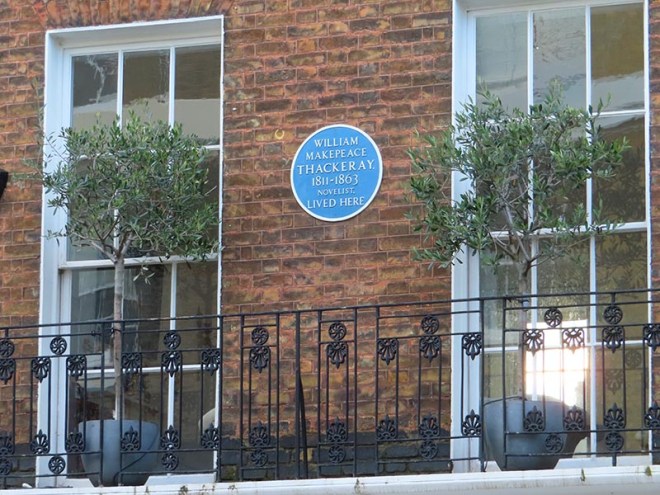 WILLIAM
MAKEPEACE
THACKERAY,
1811-1863
NOVELIST,
LIVED HERE